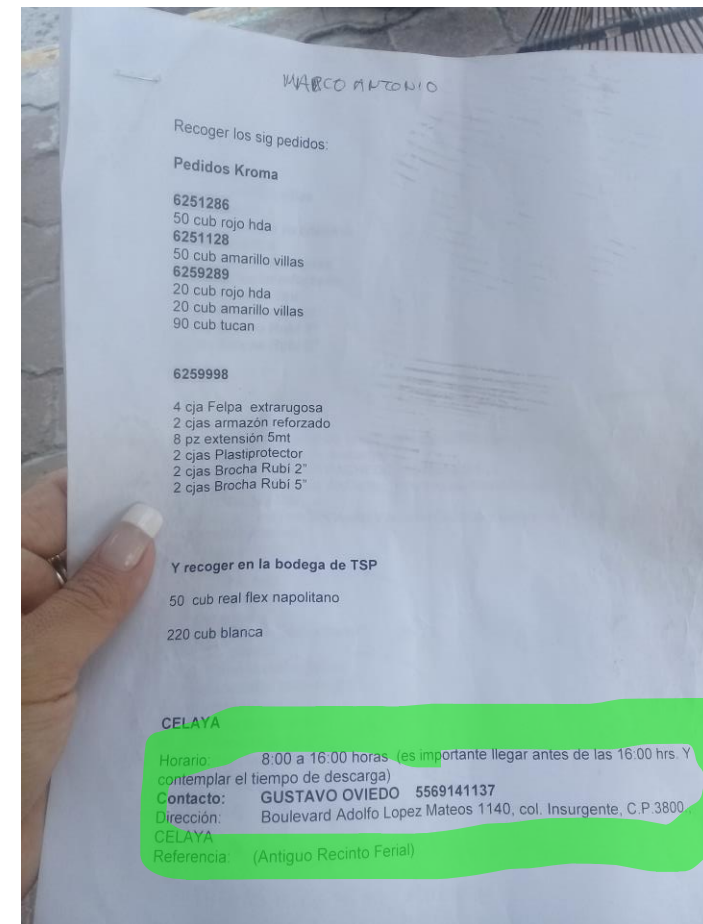 MARCO ANTONIO
Recoger los sig pedidos:
Pedidos Kroma
6251286
50 cub rojo hda
6251128
50 cub amarillo villas
6259289
20 cub rojo hda
20 cub amarillo villas
90 cub tucan
6259998
4 cja Felpa extrarugosa
2 cjas armazón reforzado
8 pz extensión 5mt
2 cjas Plastiprotector
2 cjas Brocha Rubí 2"
2 cjas Brocha Rubí 5"
Y recoger en la bodega de TSP
50 cub real flex napolitano
220 cub blanca
CELAYA
Horario: 8:00 a 16:00 horas (es importante llegar antes de las 16:00 hrs. Y
contemplar el tiempo de descarga)
Contacto: GUSTAVO OVIEDO 5569141137
Dirección: Boulevard Adolfo Lopez Mateos 1140, col. Insurgente, C.P.3800..
CELAYA
Referencia: (Antiguo Recinto Ferial)